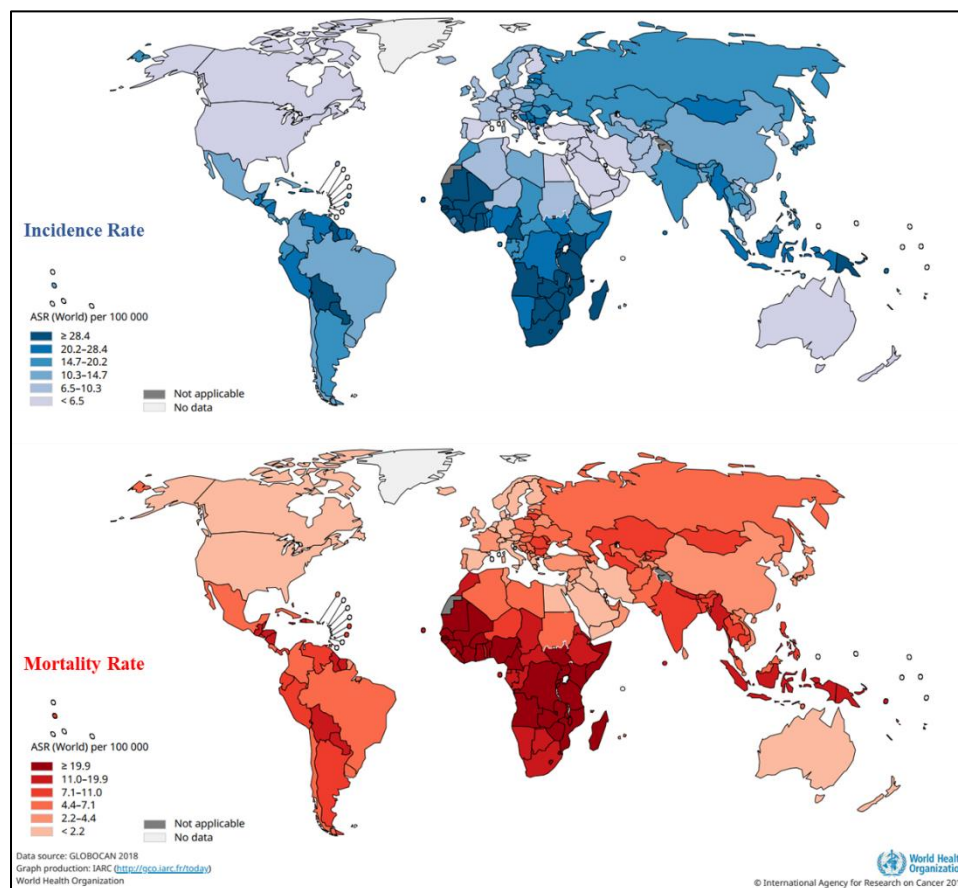 Incidence Rate
ASR (World) per 100 000
≥ 28.4
20.2–28.4
14.7–20.2
10.3–14.7
6.5–10.3
< 6.5
Not applicable
No data
Mortality Rate
ASR (World) per 100 000
≥ 19.9
11.0–19.9
7.1–11.0
4.4–7.1
2.2–4.4
< 2.2
Not applicable
No data
Data source: GLOBOCAN 2018
Graph production: IARC (http://gco.iarc.fr/today)
World Health Organization
World Heal
Organizatio
© International Agency for Research on Cancer 201